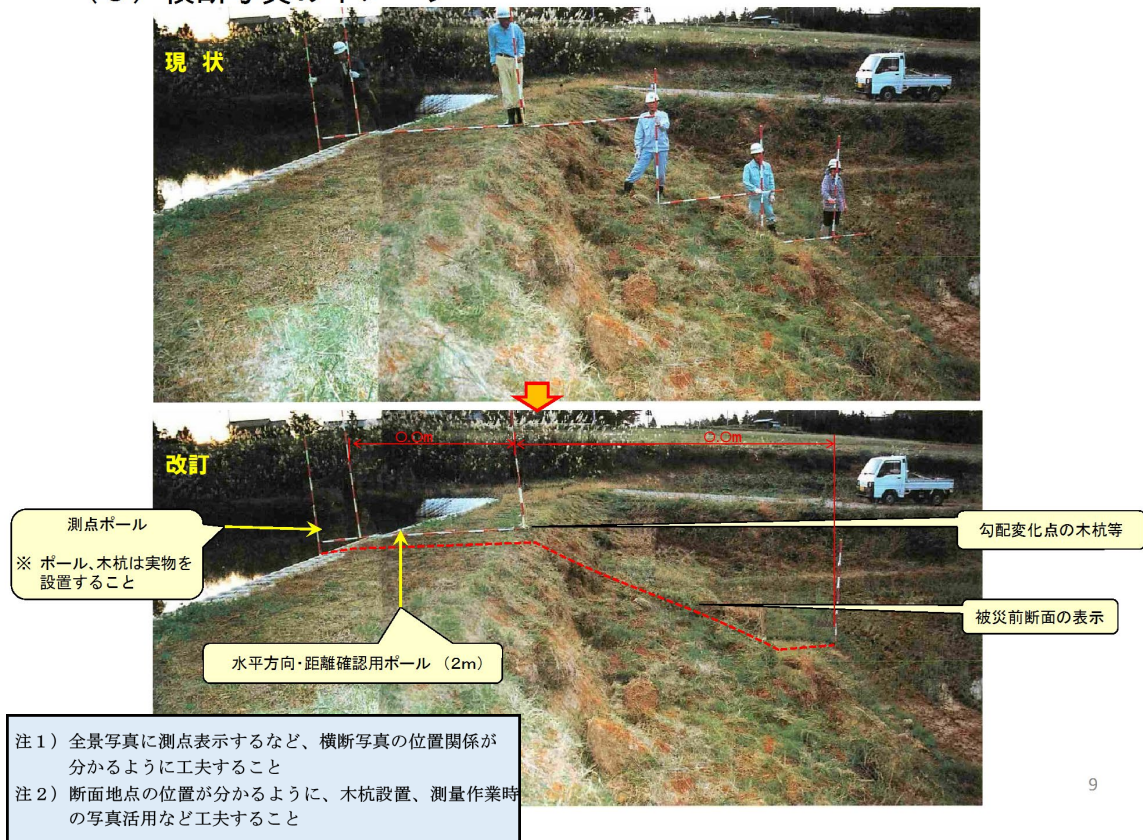 現 状
改訂
〇.〇m
〇.〇m
測点ポール
※ ポール、木杭は実物を
設置すること
勾配変化点の木杭等
被災前断面の表示
水平方向・距離確認用ポール （２m）
注１）全景写真に測点表示するなど、横断写真の位置関係が
分かるように工夫すること
注２）断面地点の位置が分かるように、木杭設置、測量作業時
の写真活用など工夫すること
9